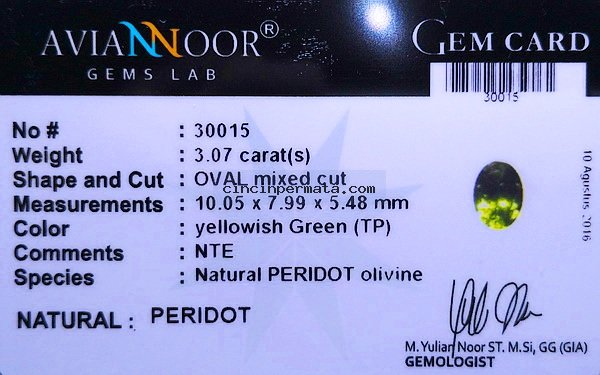 AVIANNOOR®
GEMS LAB
GEM CARD
30015
No # : 30015
Weight : 3.07 carat(s)
Shape and Cut : OVAL mixed cut
cincinpermata.com
Measurements : 10.05 x 7.99 x 5.48 mm
Color : yellowish Green (TP)
Comments : NTE
Species : Natural PERIDOT olivine
NATURAL : PERIDOT
10 Agustus 2016
M. Yulian Noor ST. M.Si, GG (GIA)
GEMOLOGIST